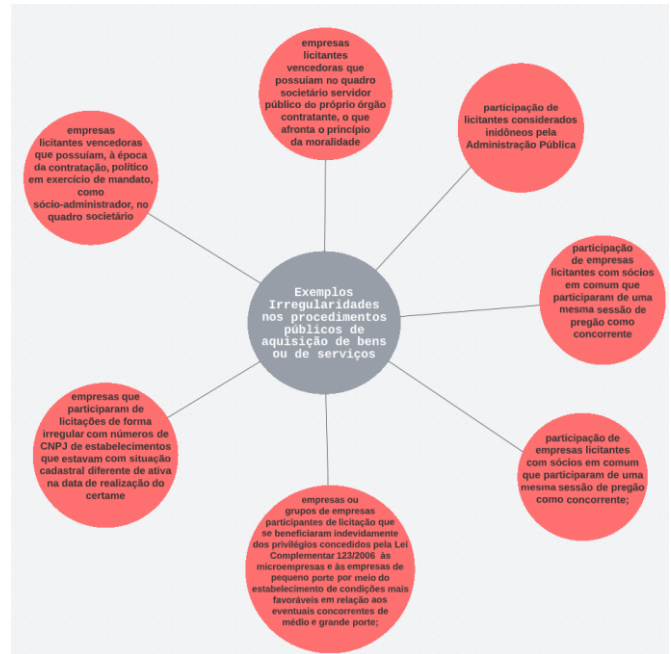 empresas
licitantes
vencedoras que
possuíam no quadro
societário servidor
público do próprio órgão
contratante, o que
afronta o princípio
da moralidade
participação de
licitantes considerados
inidôneos pela
Administração Pública
empresas
licitantes vencedoras
que possuíam, à época
da contratação, político
em exercício de mandato,
como
sócio-administrador, no
quadro societário
participação
de empresas
licitantes com sócios
em comum que
participaram de uma
mesma sessão de
pregão como
concorrente
Exemplos
Irregularidades
nos procedimentos
públicos de
aquisição de bens
ou de serviços
empresas que
participaram de
licitações de forma
irregular com números de
CNPJ de estabelecimentos
que estavam com situação
cadastral diferente de ativa
na data de realização do
certame
participação de
empresas licitantes
com sócios em comum
que participaram de uma
mesma sessão de pregão
como concorrente;
empresas ou
grupos de empresas
participantes de licitação que
se beneficiaram indevidamente
dos privilégios concedidos pela Lei
Complementar 123/2006 às
microempresas e às empresas de
pequeno porte por meio do
estabelecimento de condições mais
favoráveis em relação aos
eventuais concorrentes de
médio e grande porte;